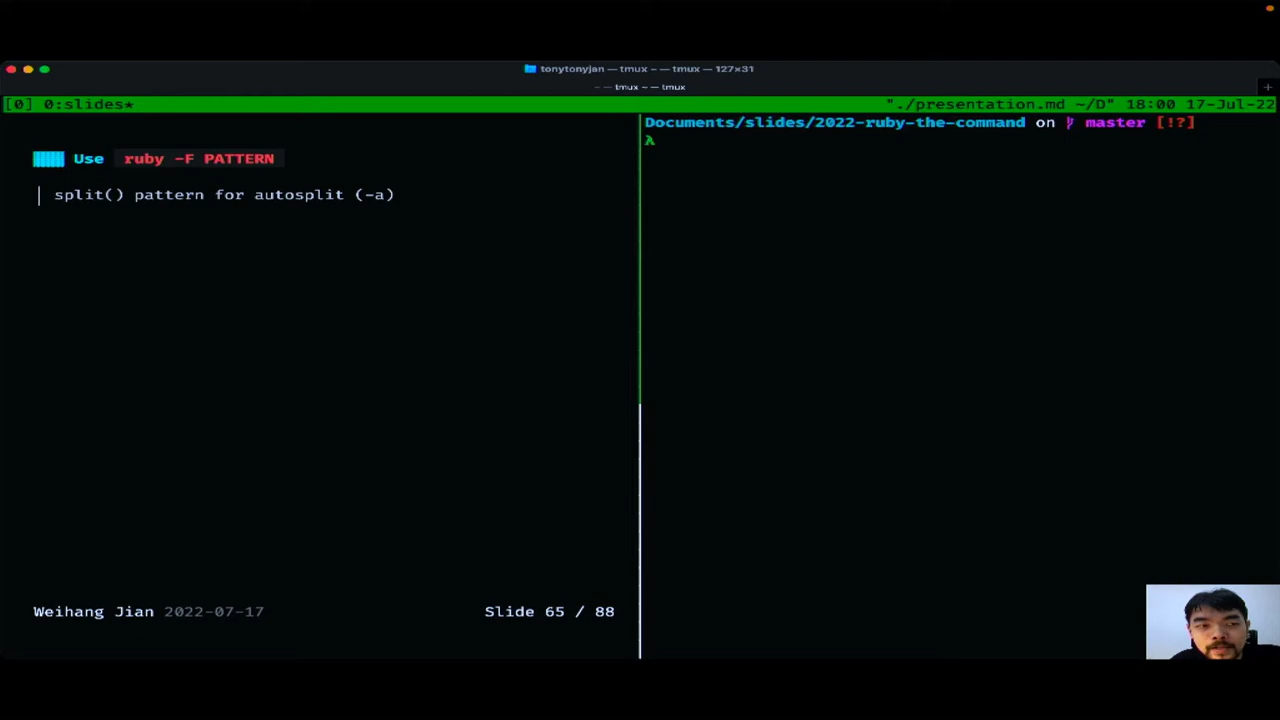 tonytonyjan — tmux ~ — tmux — 127×31
~ — tmux ~ — tmux
[0] 0:slides* "./presentation.md ~/D" 18:00 17-Jul-22
Use ruby -F PATTERN
split() pattern for autosplit (-a)
Weihang Jian 2022-07-17 Slide 65 / 88
Documents/slides/2022-ruby-the-command on master [!?]
λ